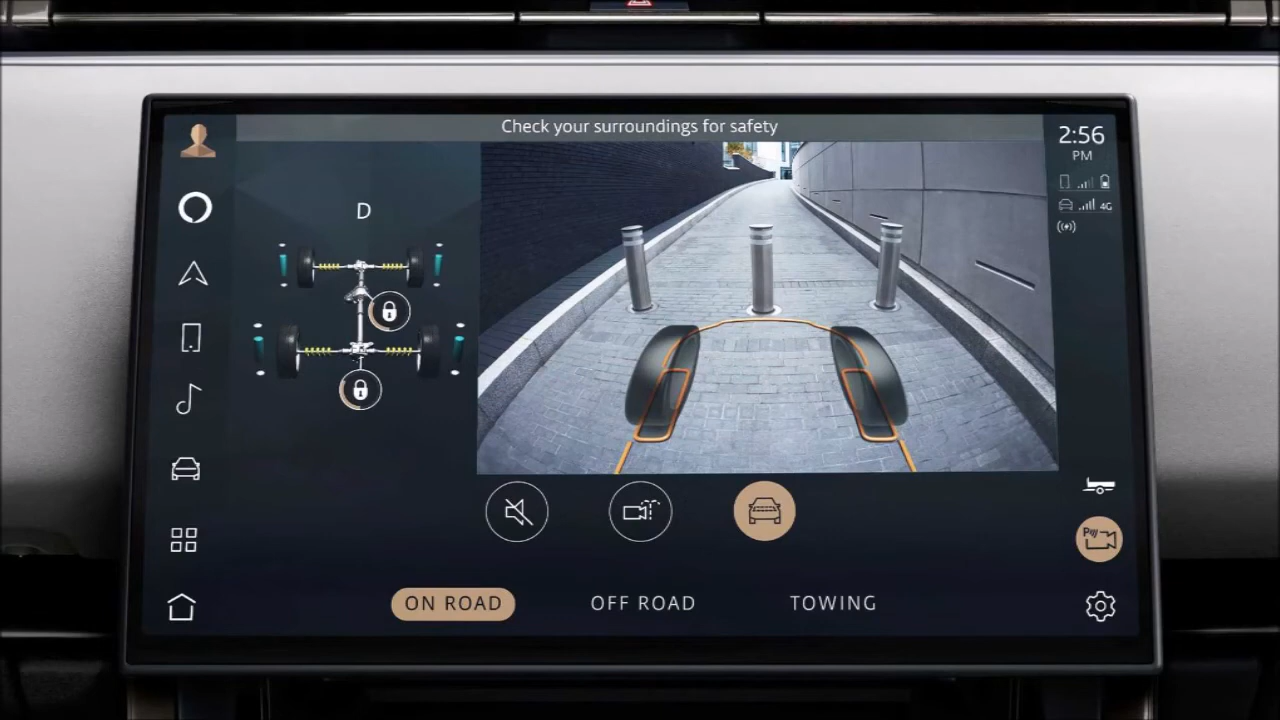 Check your surroundings for safety
2:56
PM
4G
D
P
ON ROAD
OFF ROAD
TOWING